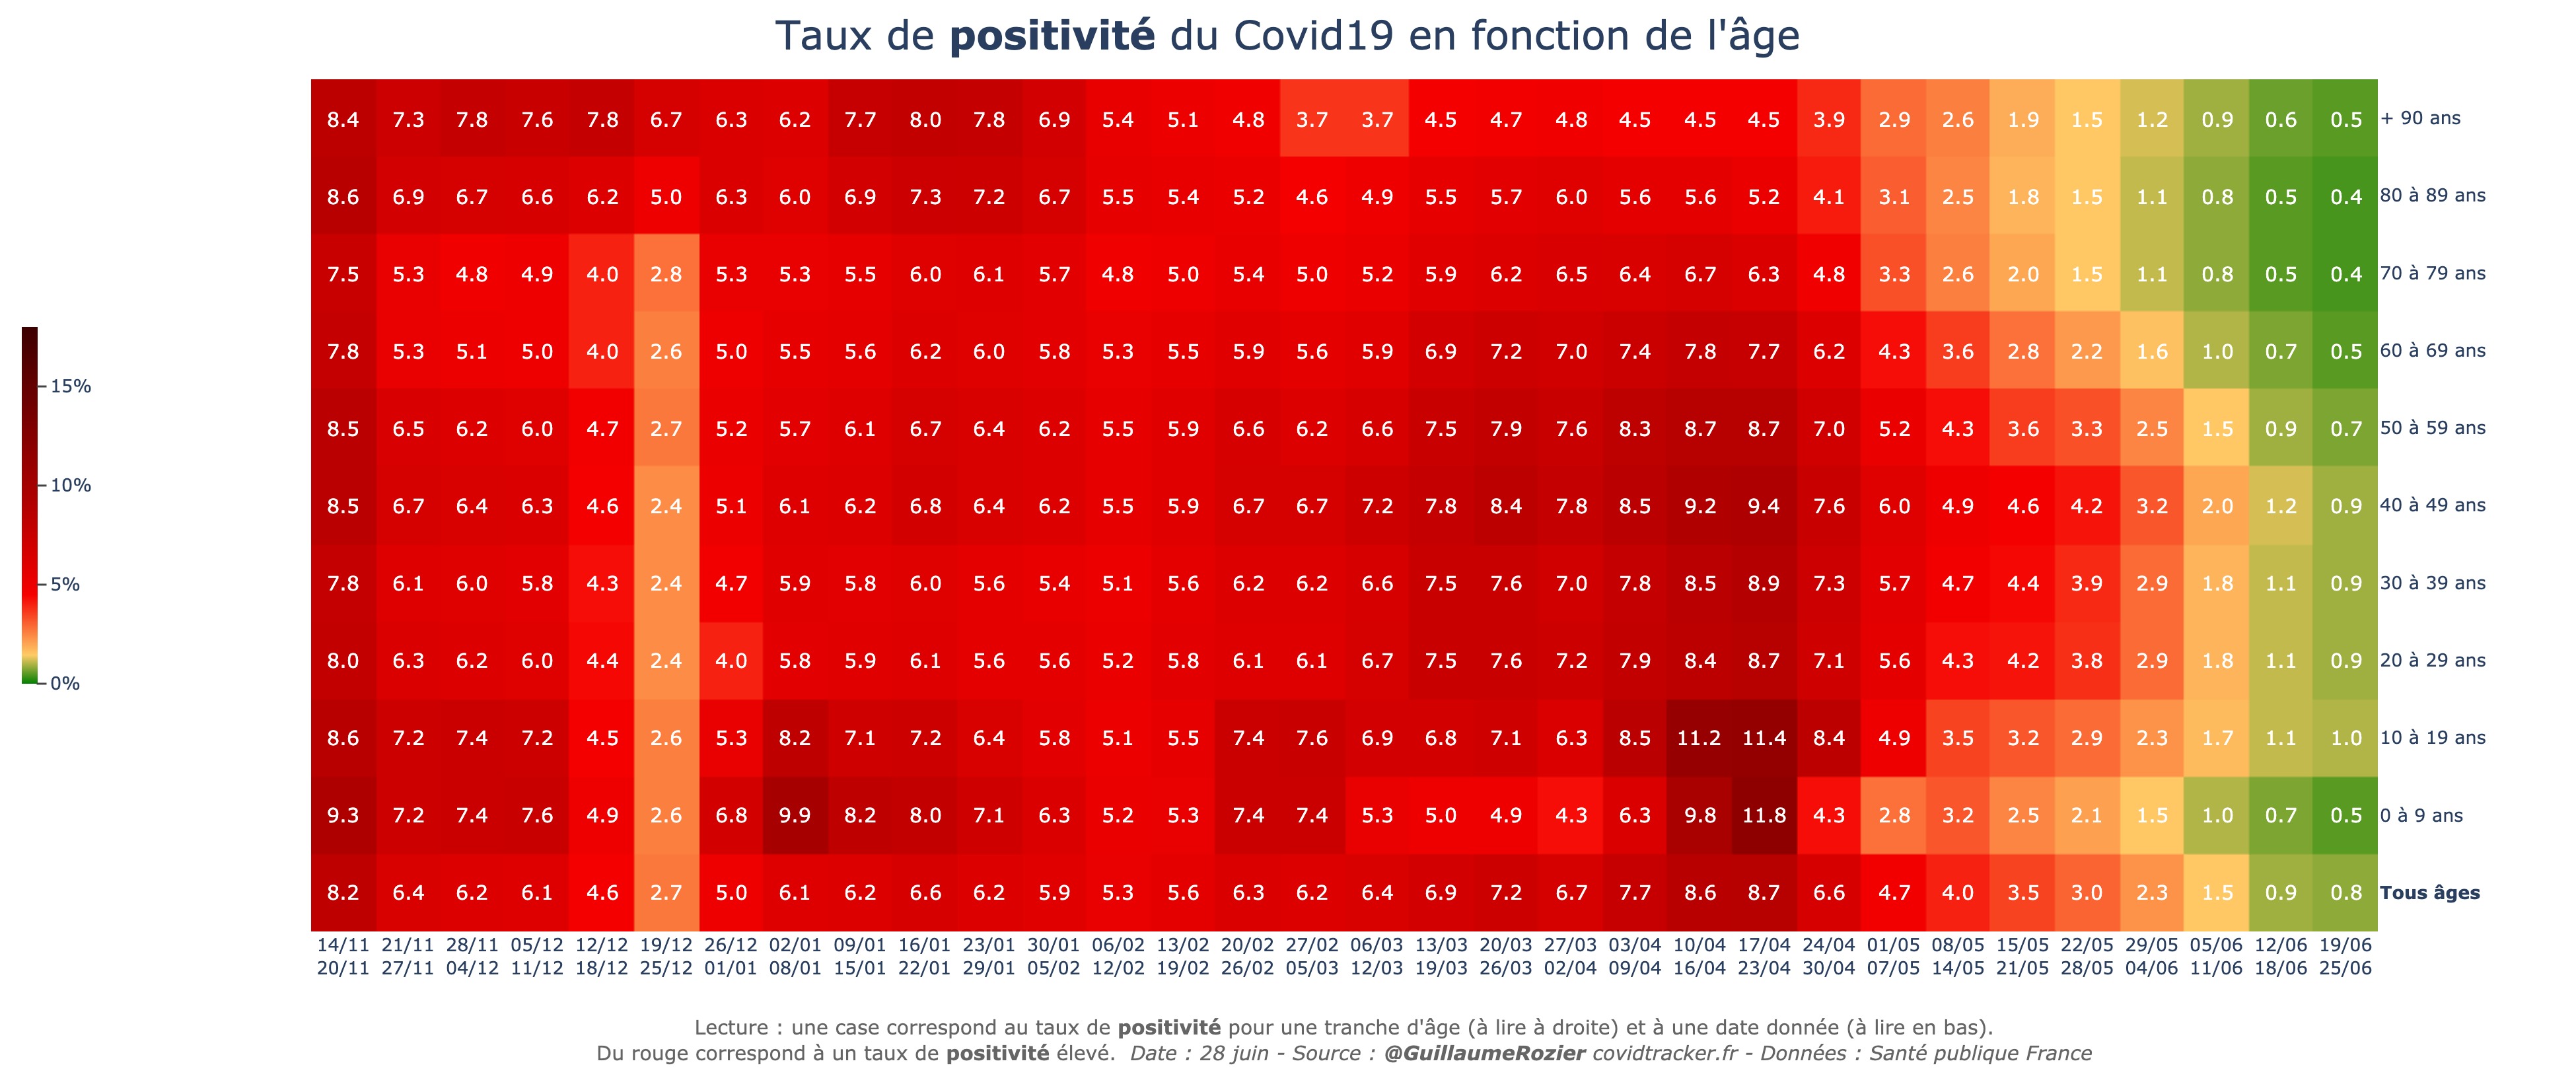 Taux de positivité du Covid19 en fonction de l'âge
8.4 7.3 7.8 7.6 7.8 6.7 6.3 6.2 7.7 8.0 7.8 6.9 5.4 5.1 4.8 3.7 3.7 4.5 4.7 4.8 4.5 4.5 4.5 3.9 2.9 2.6 1.9 1.5 1.2 0.9 0.6 0.5 + 90 ans
8.6 6.9 6.7 6.6 6.2 5.0 6.3 6.0 6.9 7.3 7.2 6.7 5.5 5.4 5.2 4.6 4.9 5.5 5.7 6.0 5.6 5.6 5.2 4.1 3.1 2.5 1.8 1.5 1.1 0.8 0.5 0.4 80 à 89 ans
7.5 5.3 4.8 4.9 4.0 2.8 5.3 5.3 5.5 6.0 6.1 5.7 4.8 5.0 5.4 5.0 5.2 5.9 6.2 6.5 6.4 6.7 6.3 4.8 3.3 2.6 2.0 1.5 1.1 0.8 0.5 0.4 70 à 79 ans
7.8 5.3 5.1 5.0 4.0 2.6 5.0 5.5 5.6 6.2 6.0 5.8 5.3 5.5 5.9 5.6 5.9 6.9 7.2 7.0 7.4 7.8 7.7 6.2 4.3 3.6 2.8 2.2 1.6 1.0 0.7 0.5 60 à 69 ans
8.5 6.5 6.2 6.0 4.7 2.7 5.2 5.7 6.1 6.7 6.4 6.2 5.5 5.9 6.6 6.2 6.6 7.5 7.9 7.6 8.3 8.7 8.7 7.0 5.2 4.3 3.6 3.3 2.5 1.5 0.9 0.7 50 à 59 ans
8.5 6.7 6.4 6.3 4.6 2.4 5.1 6.1 6.2 6.8 6.4 6.2 5.5 5.9 6.7 6.7 7.2 7.8 8.4 7.8 8.5 9.2 9.4 7.6 6.0 4.9 4.6 4.2 3.2 2.0 1.2 0.9 40 à 49 ans
7.8 6.1 6.0 5.8 4.3 2.4 4.7 5.9 5.8 6.0 5.6 5.4 5.1 5.6 6.2 6.2 6.6 7.5 7.6 7.0 7.8 8.5 8.9 7.3 5.7 4.7 4.4 3.9 2.9 1.8 1.1 0.9 30 à 39 ans
8.0 6.3 6.2 6.0 4.4 2.4 4.0 5.8 5.9 6.1 5.6 5.6 5.2 5.8 6.1 6.1 6.7 7.5 7.6 7.2 7.9 8.4 8.7 7.1 5.6 4.3 4.2 3.8 2.9 1.8 1.1 0.9 20 à 29 ans
8.6 7.2 7.4 7.2 4.5 2.6 5.3 8.2 7.1 7.2 6.4 5.8 5.1 5.5 7.4 7.6 6.9 6.8 7.1 6.3 8.5 11.2 11.4 8.4 4.9 3.5 3.2 2.9 2.3 1.7 1.1 1.0 10 à 19 ans
9.3 7.2 7.4 7.6 4.9 2.6 6.8 9.9 8.2 8.0 7.1 6.3 5.2 5.3 7.4 7.4 5.3 5.0 4.9 4.3 6.3 9.8 11.8 4.3 2.8 3.2 2.5 2.1 1.5 1.0 0.7 0.5 0 à 9 ans
8.2 6.4 6.2 6.1 4.6 2.7 5.0 6.1 6.2 6.6 6.2 5.9 5.3 5.6 6.3 6.2 6.4 6.9 7.2 6.7 7.7 8.6 8.7 6.6 4.7 4.0 3.5 3.0 2.3 1.5 0.9 0.8 Tous âges
14/11 21/11 28/11 05/12 12/12 19/12 26/12 02/01 09/01 16/01 23/01 30/01 06/02 13/02 20/02 27/02 06/03 13/03 20/03 27/03 03/04 10/04 17/04 24/04 01/05 08/05 15/05 22/05 29/05 05/06 12/06 19/06
20/11 27/11 04/12 11/12 18/12 25/12 01/01 08/01 15/01 22/01 29/01 05/02 12/02 19/02 26/02 05/03 12/03 19/03 26/03 02/04 09/04 16/04 23/04 30/04 07/05 14/05 21/05 28/05 04/06 11/06 18/06 25/06
15%
10%
5%
0%
Lecture : une case correspond au taux de positivité pour une tranche d'âge (à lire à droite) et à une date donnée (à lire en bas).
Du rouge correspond à un taux de positivité élevé. Date : 28 juin - Source : @GuillaumeRozier covidtracker.fr - Données : Santé publique France